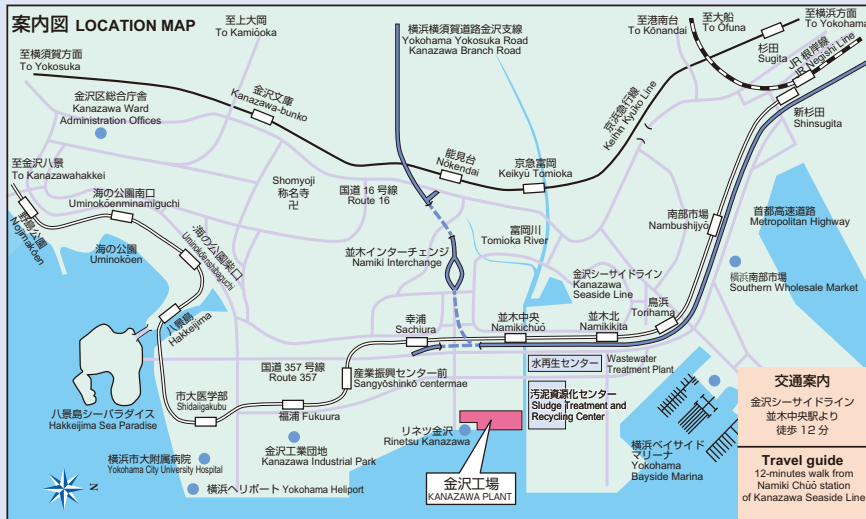 案内図 LOCATION MAP
至上大岡
To Kamiōoka
横浜横須賀道路金沢支線
Yokohama Yokosuka Road
Kanazawa Branch Road
至港南台
To Kōnandai
至大船
To Ōfuna
至横浜方面
To Yokohama
杉田
Sugita
JR 根岸線
JR Negishi Line
至横須賀方面
To Yokosuka
金沢区総合庁舎
Kanazawa Ward
Administration Offices
金沢文庫
Kanazawa-bunko
京浜急行線
Keihin Kyūko Line
新杉田
Shinsugita
至金沢八景
To Kanazawahakkei
海の公園南口
Uminokōenminamiguchi
Shomyoji
称名寺
卍
国道 16 号線
Route 16
能見台
Nōkendai
京急富岡
Keikyū Tomioka
南部市場
Nambushijyō
首都高速道路
Metropolitan Highway
野島公園
Nojimakōen
海の公園
Uminokōen
海の公園柴口
Uminokōenshibaguchi
並木インターチェンジ
Namiki Interchange
富岡川
Tomioka River
金沢シーサイドライン
Kanazawa
Seaside Line
横浜南部市場
Southern Wholesale Market
鳥浜
Torihama
八景島
Hakkeijima
幸浦
Sachiura
並木中央
Namikichūō
並木北
Namikikita
国道 357 号線
Route 357
産業振興センター前
Sangyōshinkō centermae
水再生センター
Wastewater
Treatment Plant
汚泥資源化センター
Sludge Treatment and
Recycling Center
八景島シーパラダイス
Hakkeijima Sea Paradise
市大医学部
Shidaiigakubu
福浦 Fukuura
リネツ金沢
Rinetsu Kanazawa
横浜市大附属病院
Yokohama City University Hospital
金沢工業団地
Kanazawa Industrial Park
横浜ベイサイド
マリーナ
Yokohama
Bayside Marina
横浜ヘリポート Yokohama Heliport
金沢工場
KANAZAWA PLANT
N
交通案内
金沢シーサイドライン
並木中央駅より
徒歩 12 分
Travel guide
12-minutes walk from
Namiki Chūō station
of Kanazawa Seaside Line